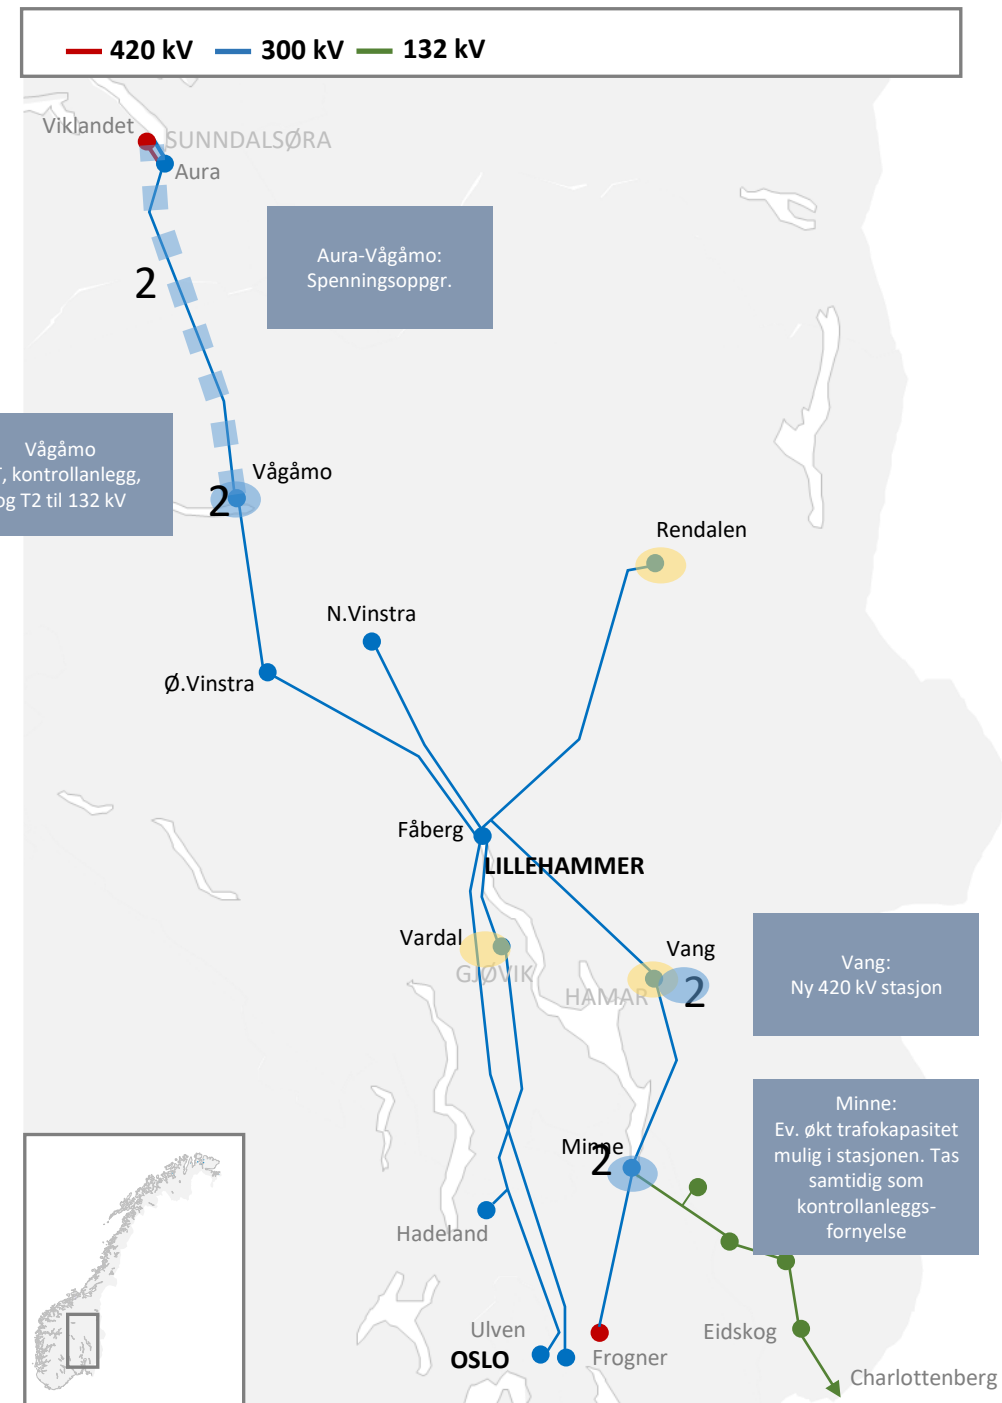 420 kV 300 kV 132 kV
Viklandet
SUNNDALSØRA
Aura
Aura-Vågåmo:
Spenningsoppgr.
2
Vågåmo
, kontrollanlegg,
og T2 til 132 kV
Vågåmo
2
Rendalen
N.Vinstra
Ø.Vinstra
Fåberg
LILLEHAMMER
Vardal
GJØVIK
Vang
HAMAR
2
Vang:
Ny 420 kV stasjon
Minne:
Ev. økt trafokapasitet
mulig i stasjonen. Tas
samtidig som
kontrollanleggs-
fornyelse
Minne
2
Hadeland
Ulven
OSLO
Frogner
Eidskog
Charlottenberg